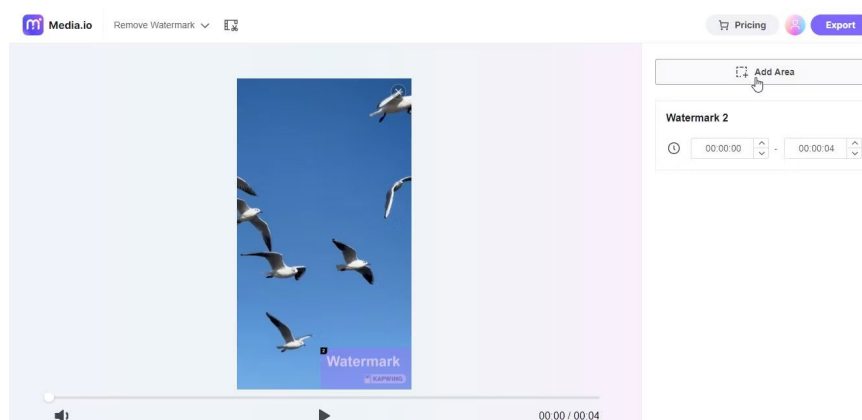 Media.io
Remove Watermark
Pricing
Export
Add Area
Watermark 2
00:00:00 - 00:00:04
2
Watermark
KAPWING
00:00 / 00:04